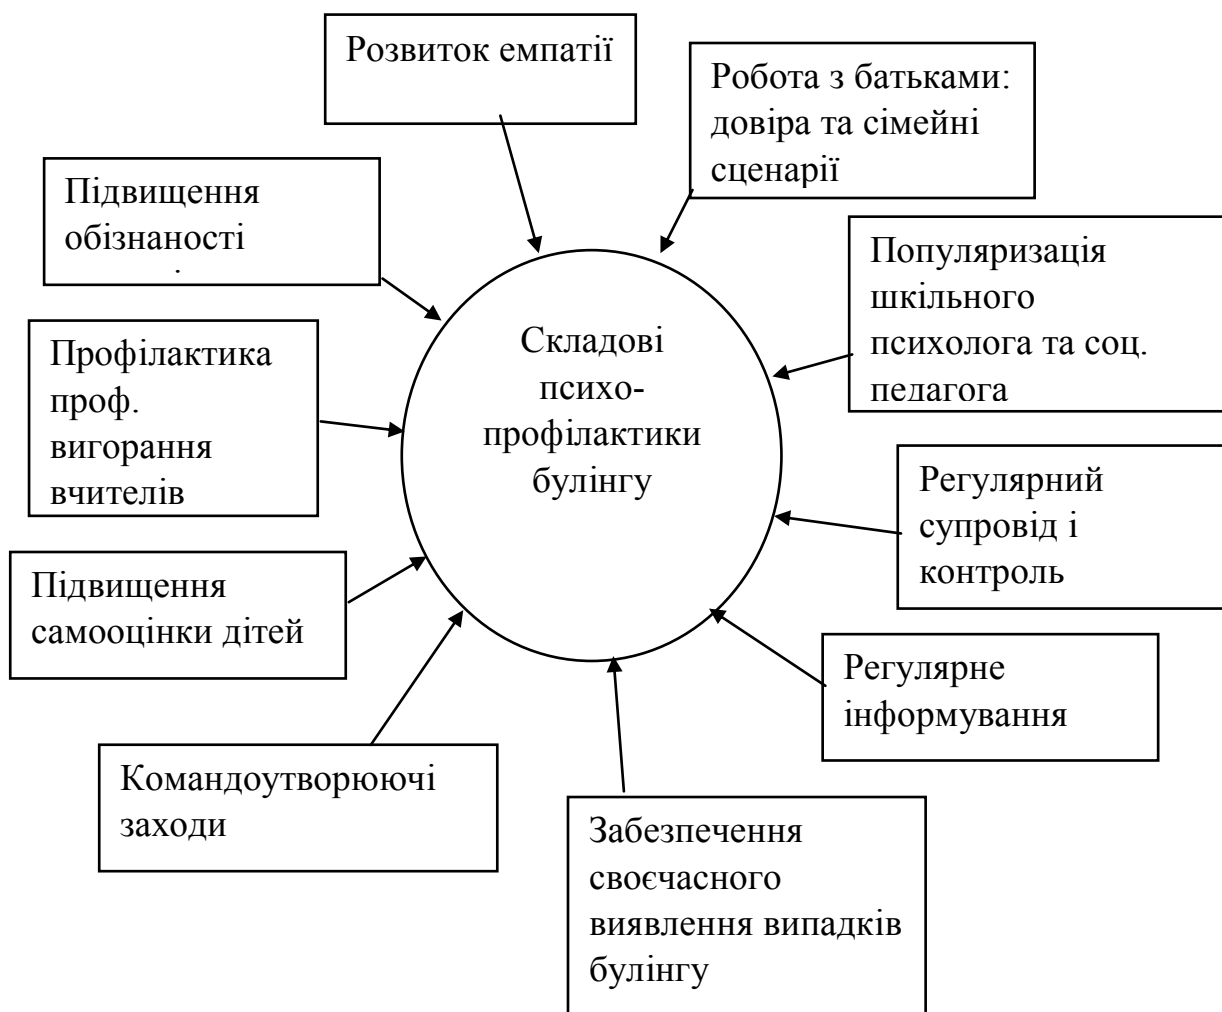 Розвиток емпатії
Робота з батьками:
довіра та сімейні
сценарії
Підвищення
обізнаності
Популяризація
шкільного
психолога та соц.
педагога
Складові
психо-
профілактики
булінгу
Профілактика
проф.
вигорання
вчителів
Регулярний
супровід і
контроль
Підвищення
самооцінки дітей
Регулярне
інформування
Командоутворюючі
заходи
Забезпечення
своєчасного
виявлення випадків
булінгу